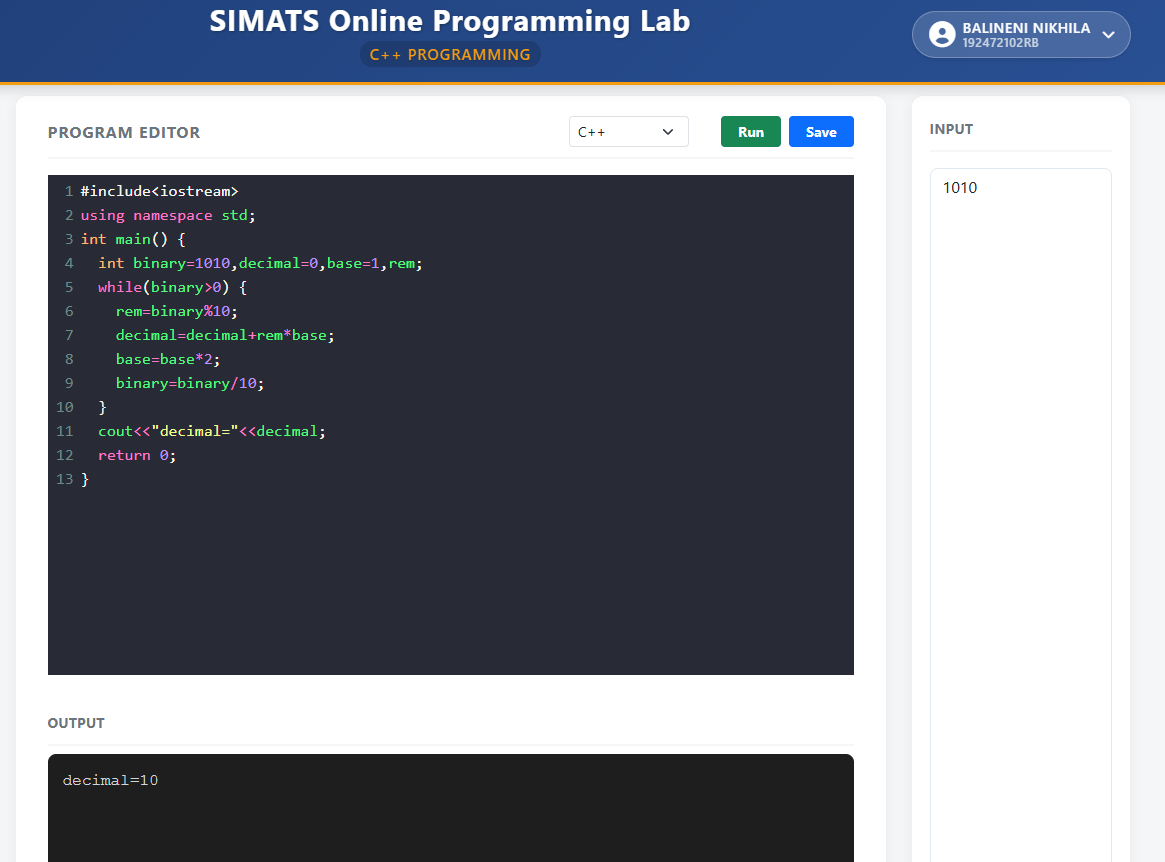 SIMATS Online Programming Lab
C++ PROGRAMMING
BALINENI NIKHILA
192472102RB
PROGRAM EDITOR
C++
Run
Save
1 #include<iostream>
2 using namespace std;
3 int main() {
4   int binary=1010,decimal=0,base=1,rem;
5   while(binary>0) {
6     rem=binary%10;
7     decimal=decimal+rem*base;
8     base=base*2;
9     binary=binary/10;
10   }
11   cout<<"decimal="<<decimal;
12   return 0;
13 }
OUTPUT
decimal=10
INPUT
1010